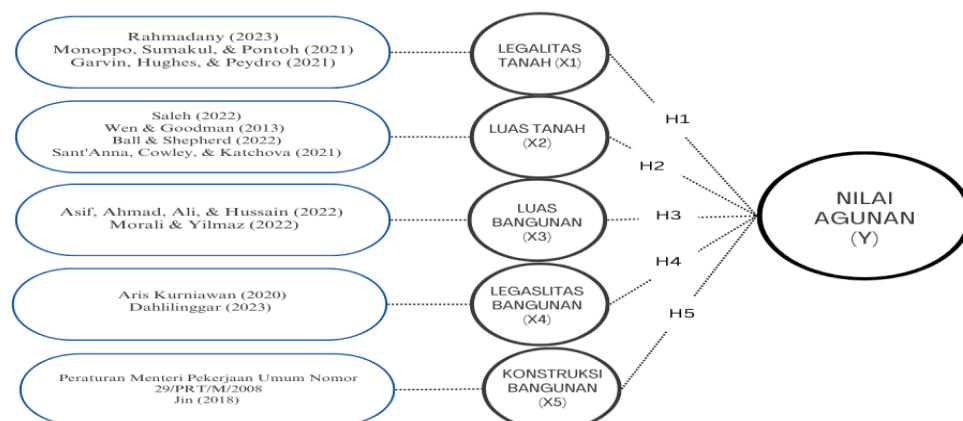 Rahmadany (2023)
Monoppo, Sumakul, & Pontoh (2021)
Garvin, Hughes, & Peydro (2021)
LEGALITAS
TANAH (X1)
H1
Saleh (2022)
Wen & Goodman (2013)
Ball & Shepherd (2022)
Sant'Anna, Cowley, & Katchova (2021)
LUAS TANAH
(X2)
H2
Asif, Ahmad, Ali, & Hussain (2022)
Morali & Yilmaz (2022)
LUAS
BANGUNAN
(X3)
H3
NILAI
AGUNAN
(Y)
Aris Kurniawan (2020)
Dahlilinggar (2023)
LEGASLITAS
BANGUNAN
(X4)
H4
Peraturan Menteri Pekerjaan Umum Nomor
29/PRT/M/2008
Jin (2018)
KONSTRUKSI
BANGUNAN
(X5)
H5